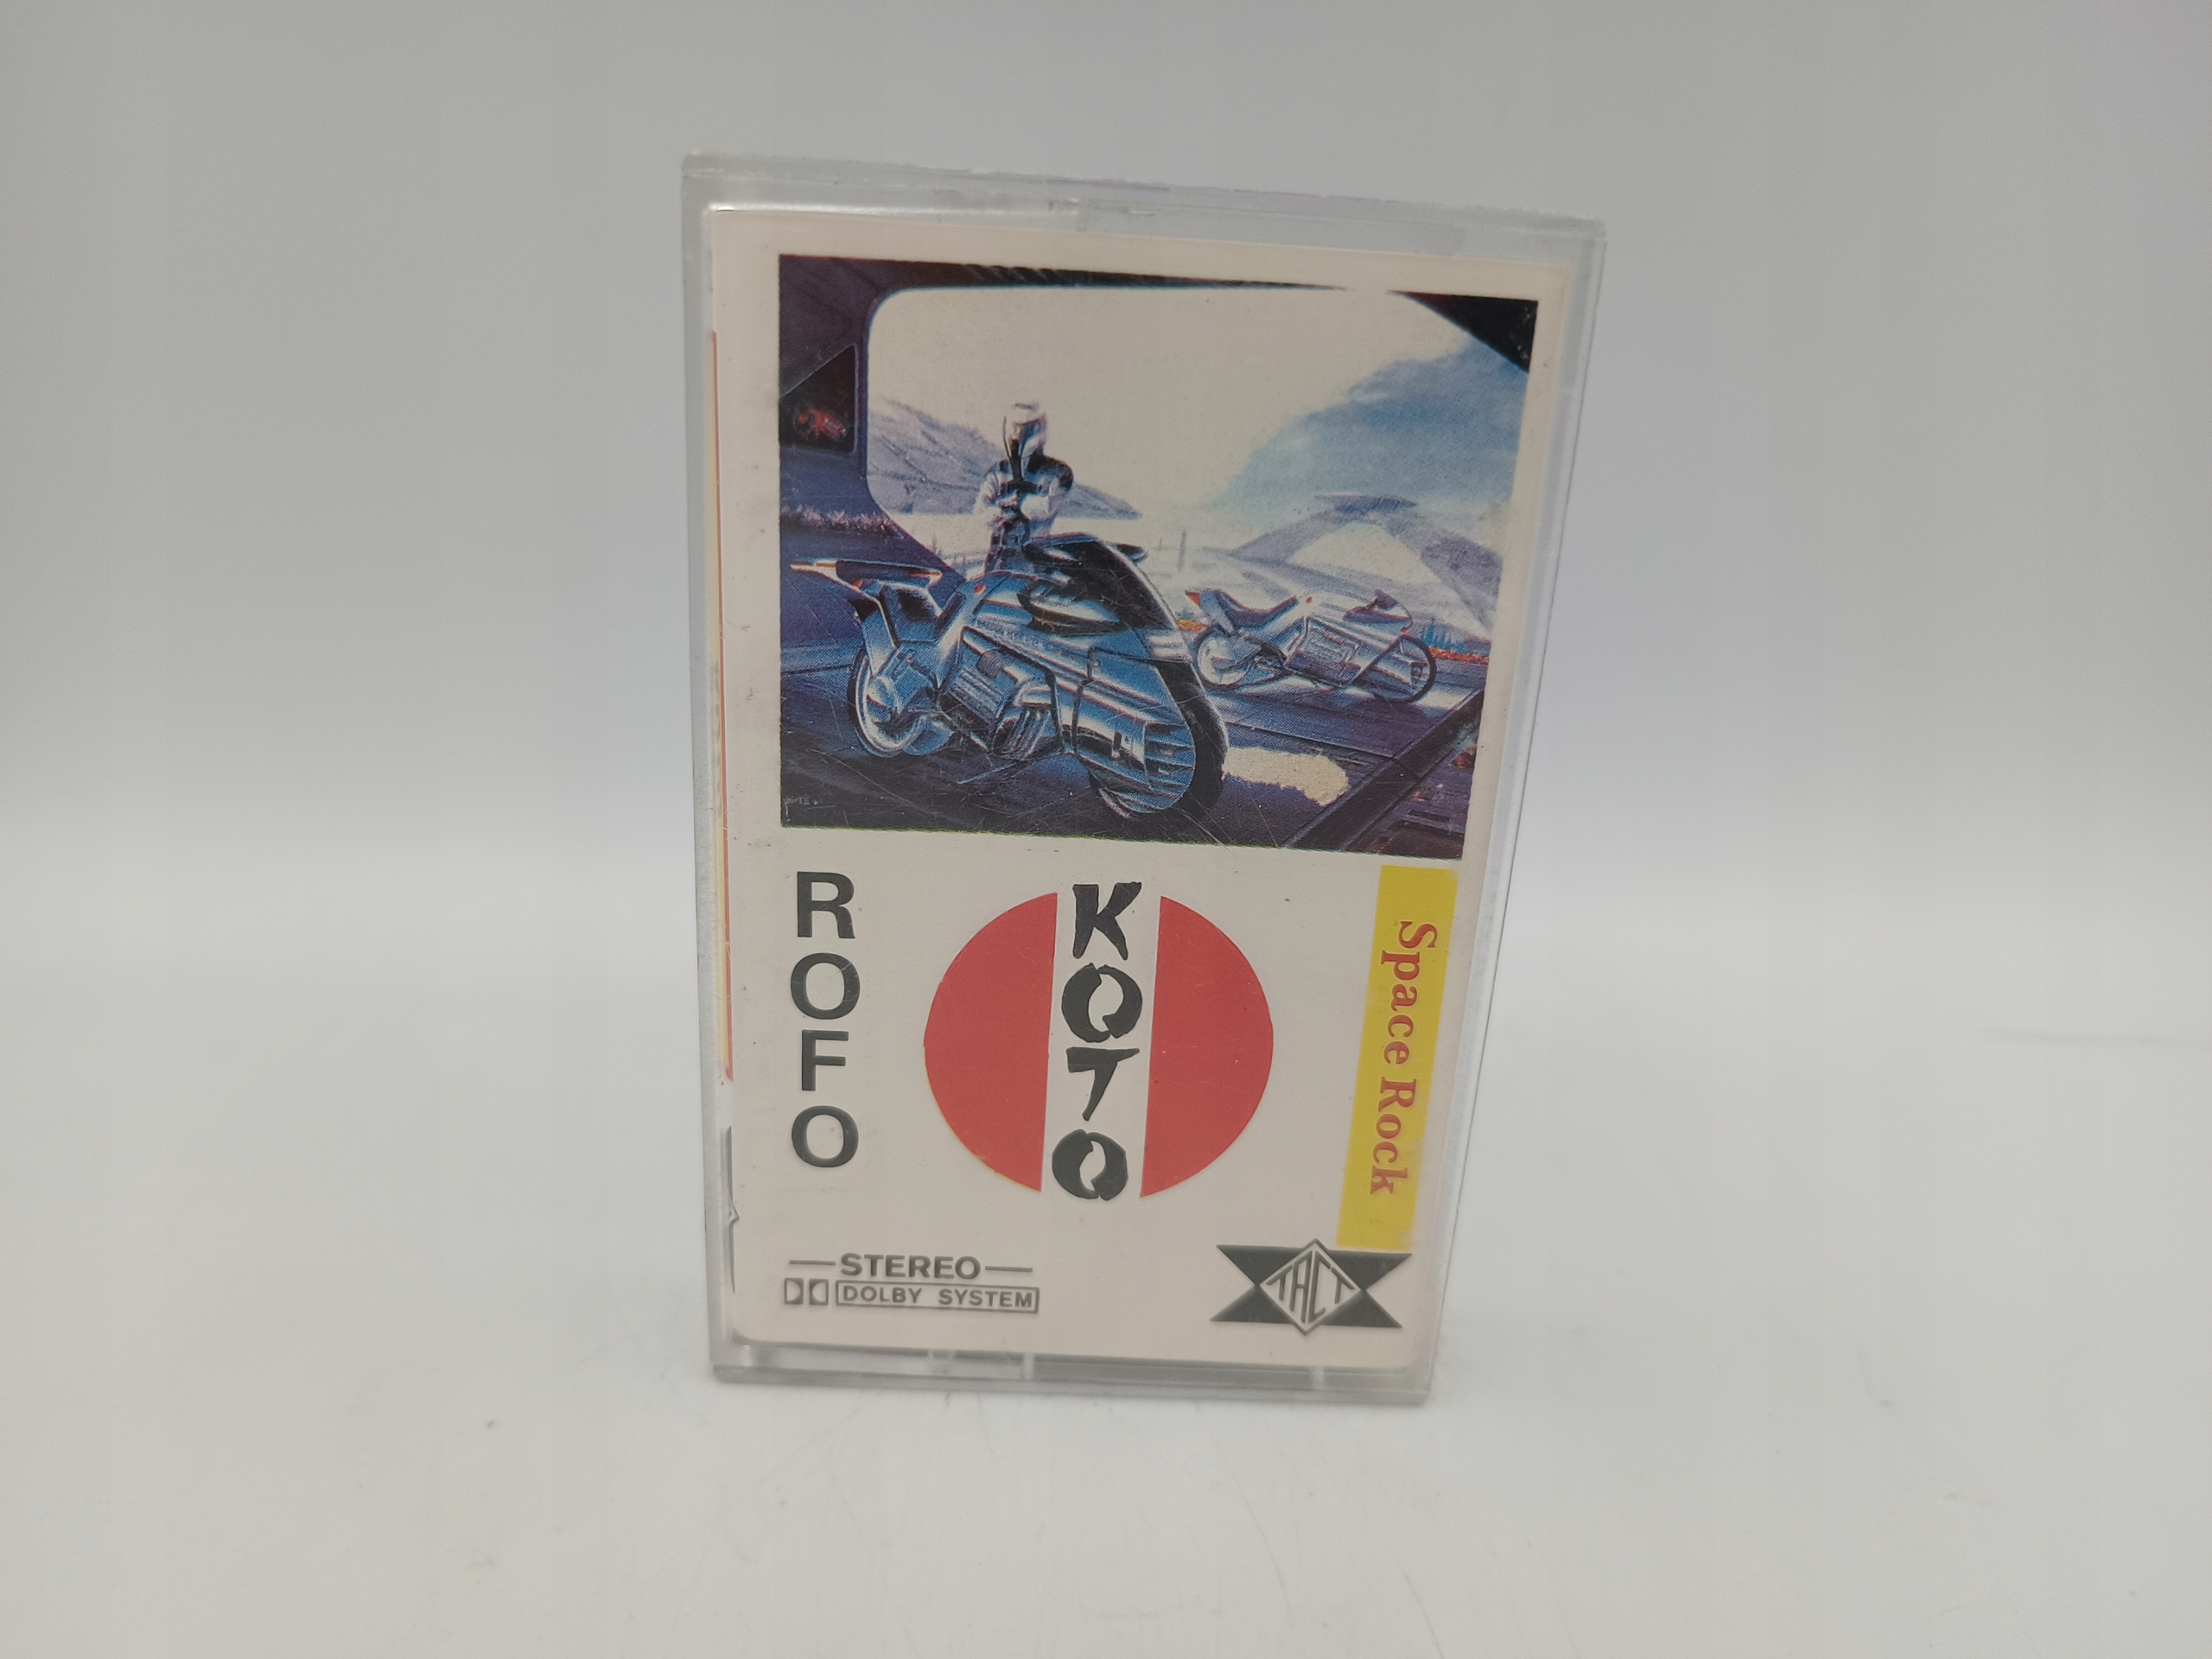 ROFO
KOTO
Space Rock
STEREO
DOLBY SYSTEM
TACT